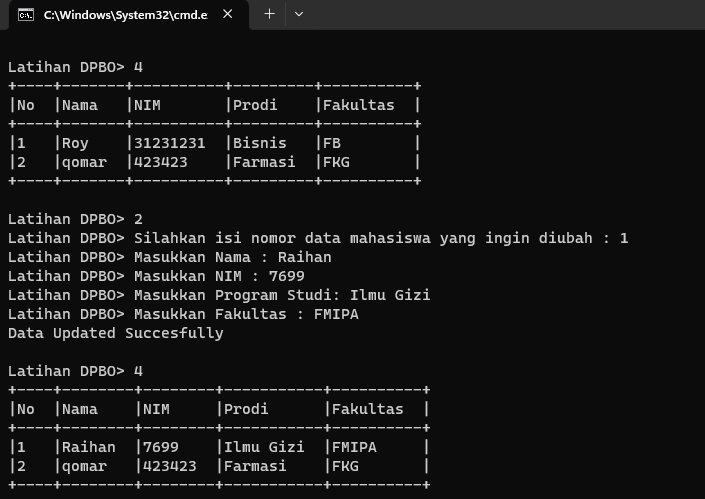 C:\Windows\System32\cmd.e
Latihan DPBO> 4
+----+-------+----------+---------+----------+
|No  |Nama   |NIM       |Prodi    |Fakultas  |
+----+-------+----------+---------+----------+
|1   |Roy    |31231231  |Bisnis   |FB        |
|2   |qomar  |423423    |Farmasi  |FKG       |
+----+-------+----------+---------+----------+
Latihan DPBO> 2
Latihan DPBO> Silahkan isi nomor data mahasiswa yang ingin diubah : 1
Latihan DPBO> Masukkan Nama : Raihan
Latihan DPBO> Masukkan NIM : 7699
Latihan DPBO> Masukkan Program Studi: Ilmu Gizi
Latihan DPBO> Masukkan Fakultas : FMIPA
Data Updated Succesfully
Latihan DPBO> 4
+----+--------+--------+-----------+----------+
|No  |Nama    |NIM     |Prodi      |Fakultas  |
+----+--------+--------+-----------+----------+
|1   |Raihan  |7699    |Ilmu Gizi  |FMIPA     |
|2   |qomar   |423423  |Farmasi    |FKG       |
+----+--------+--------+-----------+----------+